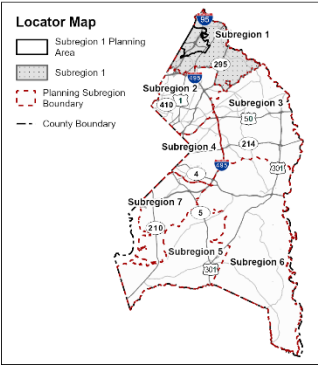 Locator Map
Subregion 1 Planning
Area
Subregion 1
Planning Subregion
Boundary
County Boundary
95
Subregion 1
295
495
Subregion 2
1
410
Subregion 3
50
Subregion 4
214
495
301
4
Subregion 7
5
210
Subregion 5
Subregion 6
301